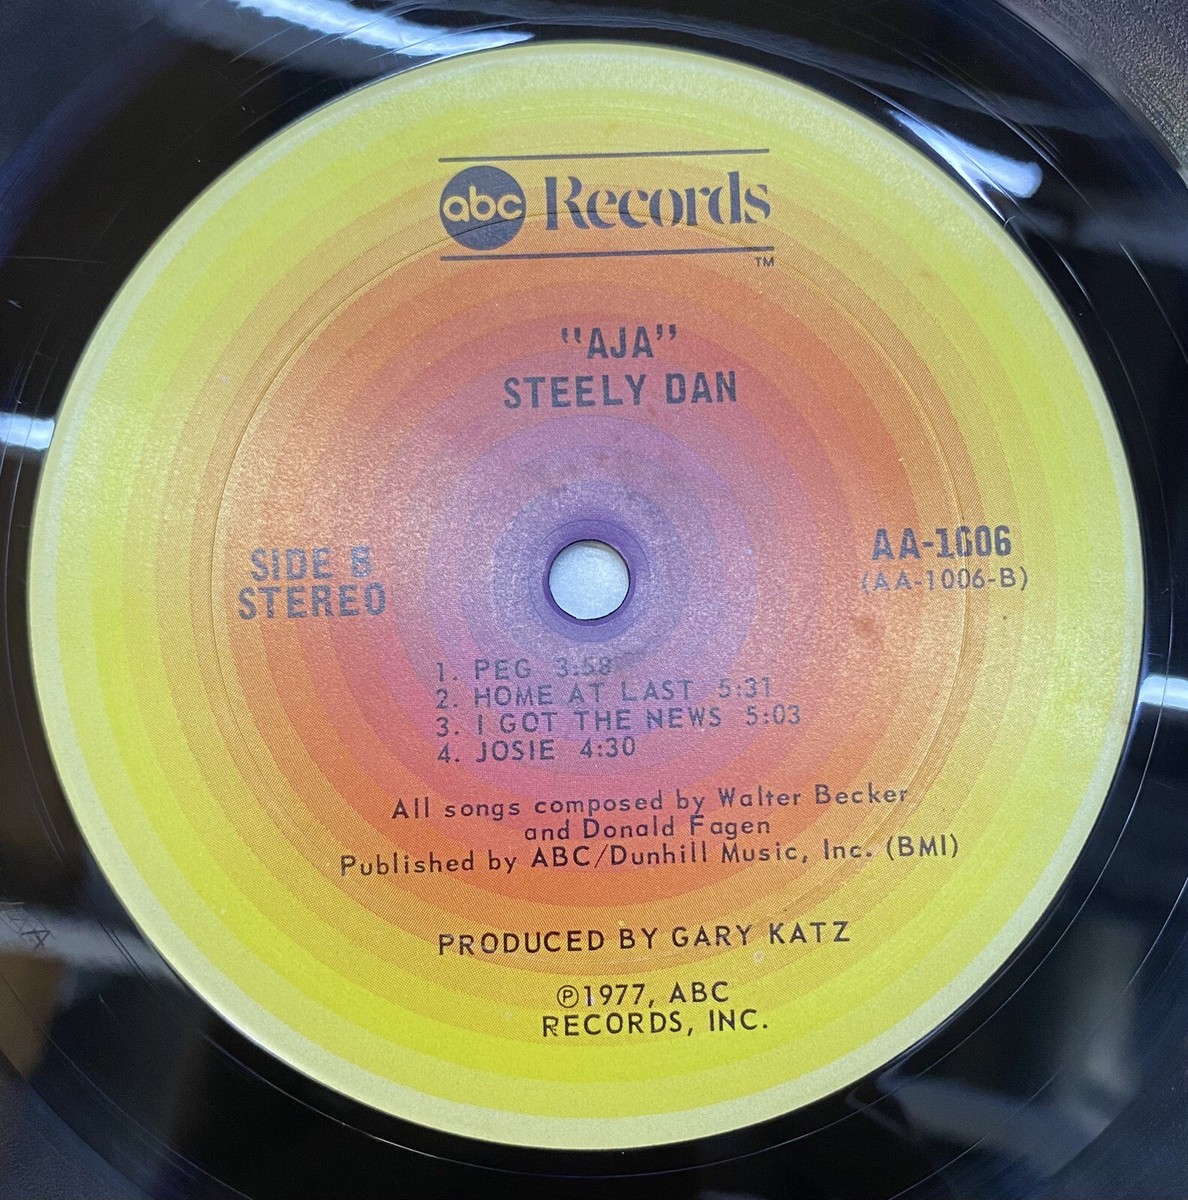 abc Records
TM
"AJA"
STEELY DAN
SIDE B
STEREO
AA-1006
(AA-1006-B)
1. PEG 3:58
2. HOME AT LAST 5:31
3. I GOT THE NEWS 5:03
4. JOSIE 4:30
All songs composed by Walter Becker
and Donald Fagen
Published by ABC/Dunhill Music, Inc. (BMI)
PRODUCED BY GARY KATZ
℗1977, ABC
RECORDS, INC.